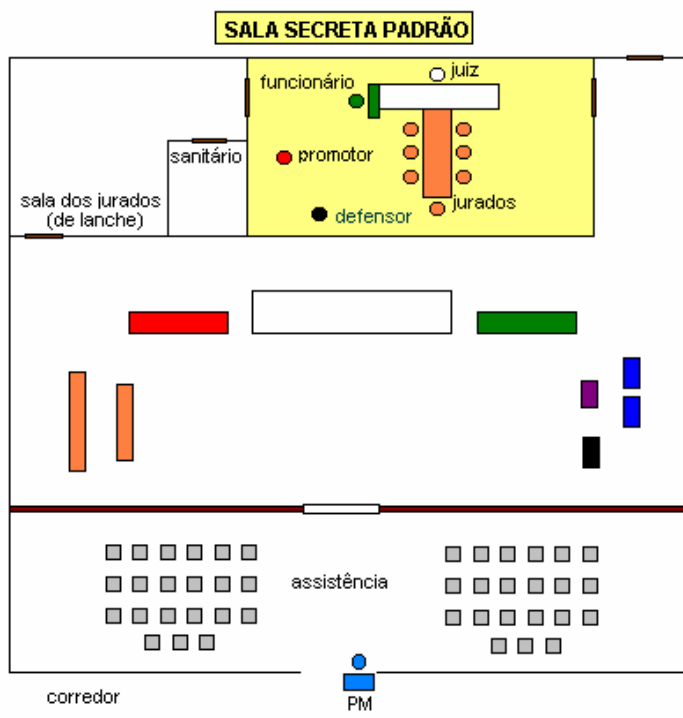 SALA SECRETA PADRÃO
juiz
funcionário
sanitário
promotor
sala dos jurados
(de lanche)
jurados
defensor
assistência
corredor
PM